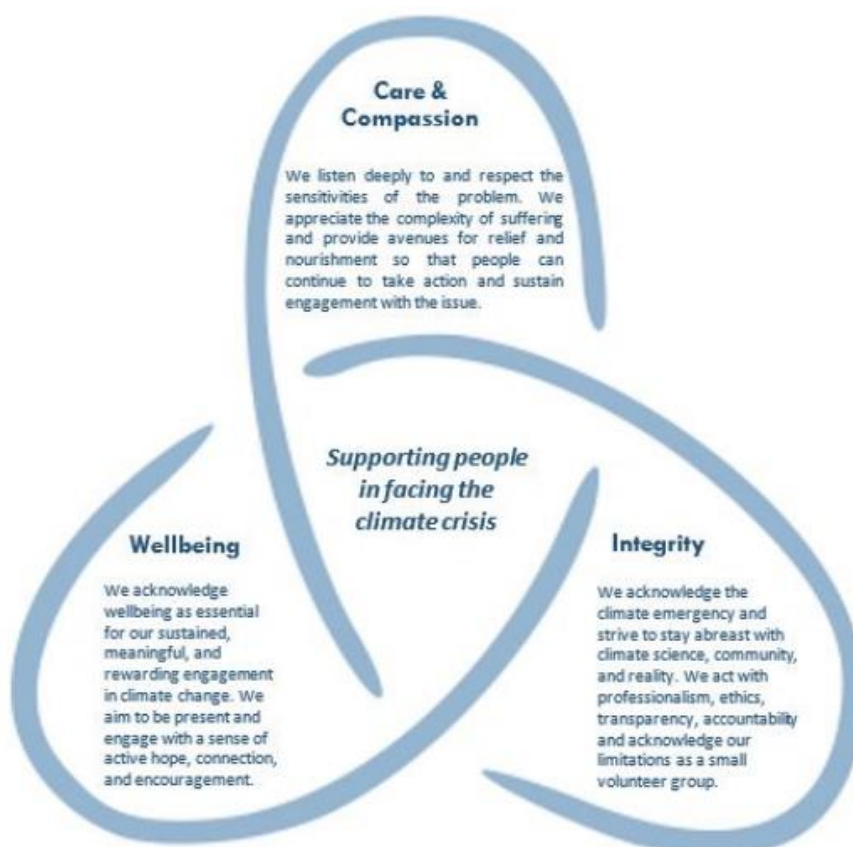 Care &
Compassion
We listen deeply to and respect the
sensitivities of the problem. We
appreciate the complexity of suffering
and provide avenues for relief and
nourishment so that people can
continue to take action and sustain
engagement with the issue.
Supporting people
in facing the
climate crisis
Wellbeing
We acknowledge
wellbeing as essential
for our sustained,
meaningful, and
rewarding engagement
in climate change. We
aim to be present and
engage with a sense of
active hope, connection,
and encouragement.
Integrity
We acknowledge the
climate emergency and
strive to stay abreast with
climate science, community,
and reality. We act with
professionalism, ethics,
transparency, accountability
and acknowledge our
limitations as a small
volunteer group.